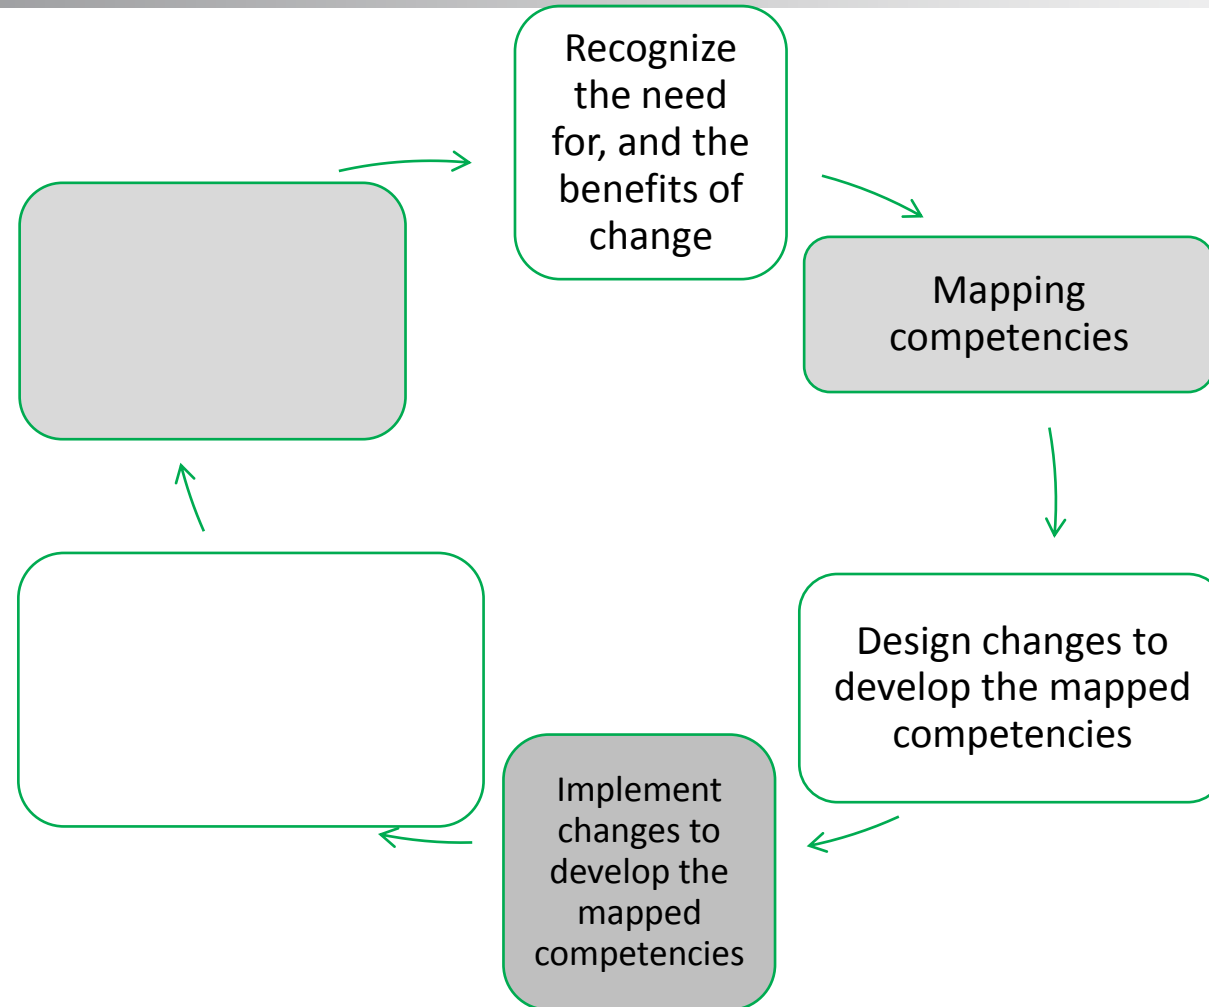 Recognize
the need
for, and the
benefits of
change
Mapping
competencies
Design changes to
develop the mapped
competencies
Implement
changes to
develop the
mapped
competencies